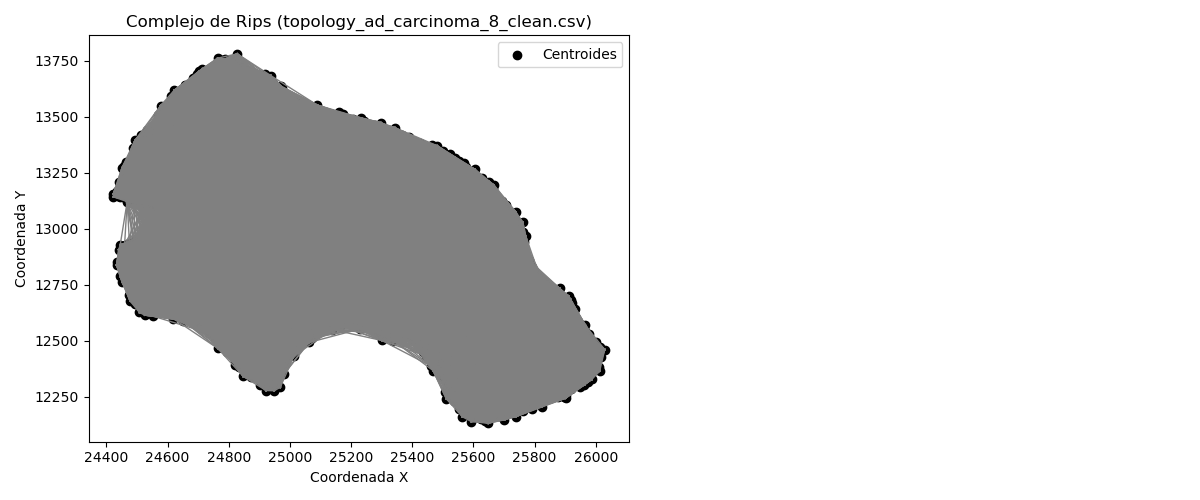 Complejo de Rips (topology_ad_carcinoma_8_clean.csv)
Centroides
13750
13500
13250
13000
12750
12500
12250
Coordenada Y
24400 24600 24800 25000 25200 25400 25600 25800 26000
Coordenada X